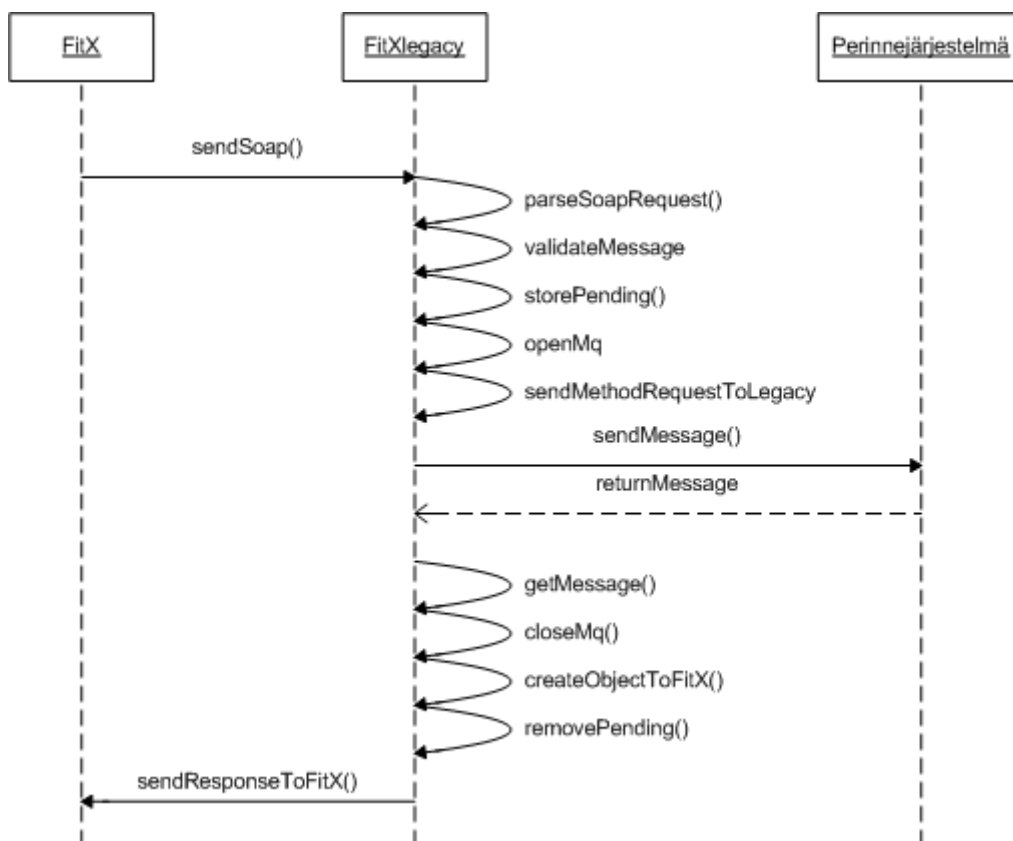 FitX
FitXlegacy
Perinnejärjestelmä
sendSoap()
parseSoapRequest()
validateMessage
storePending()
openMq
sendMethodRequestToLegacy
sendMessage()
returnMessage
getMessage()
closeMq()
createObjectToFitX()
removePending()
sendResponseToFitX()